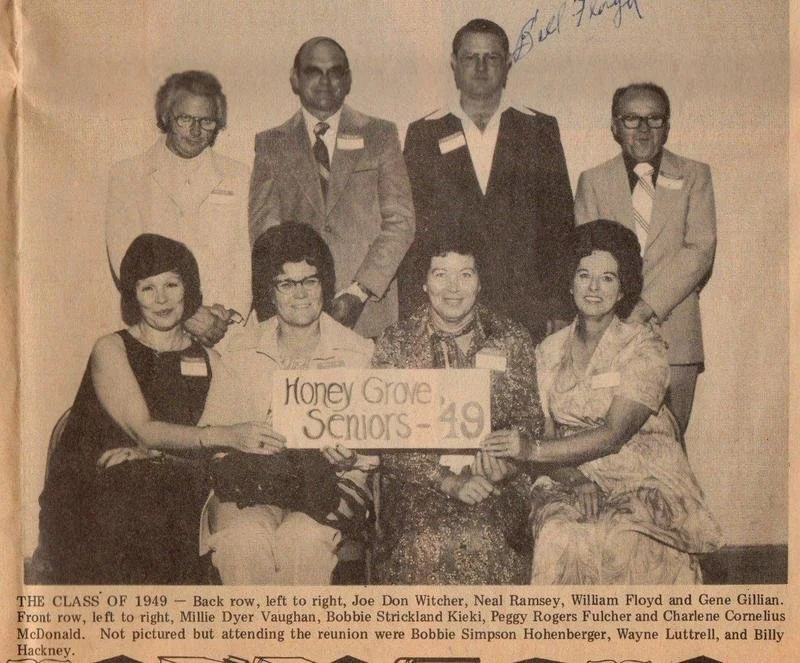 Bill Floyd
Honey Grove,
Seniors - '49
THE CLASS OF 1949 — Back row, left to right, Joe Don Witcher, Neal Ramsey, William Floyd and Gene Gillian.
Front row, left to right, Millie Dyer Vaughan, Bobbie Strickland Kieki, Peggy Rogers Fulcher and Charlene Cornelius
McDonald. Not pictured but attending the reunion were Bobbie Simpson Hohenberger, Wayne Luttrell, and Billy
Hackney.